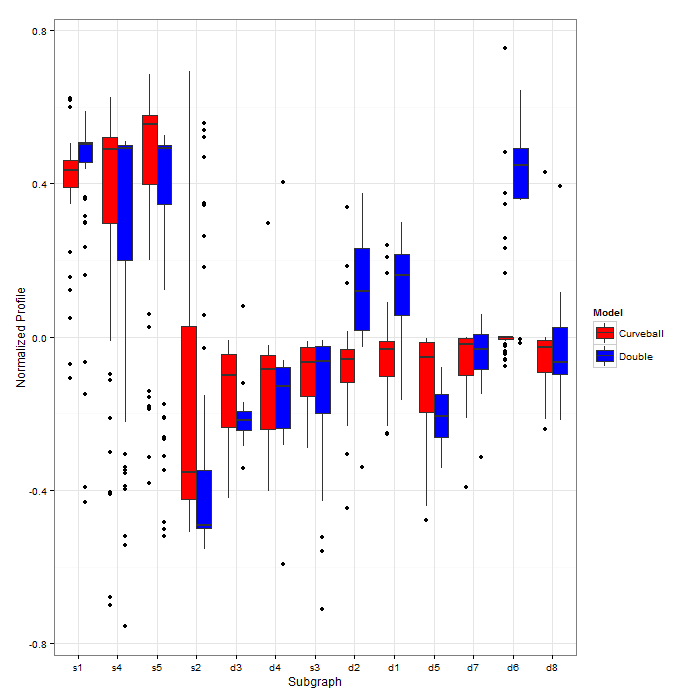 0.8
0.4
0.0
-0.4
-0.8
Normalized Profile
s1 s4 s5 s2 d3 d4 s3 d2 d1 d5 d7 d6 d8
Subgraph
Model
Curveball
Double